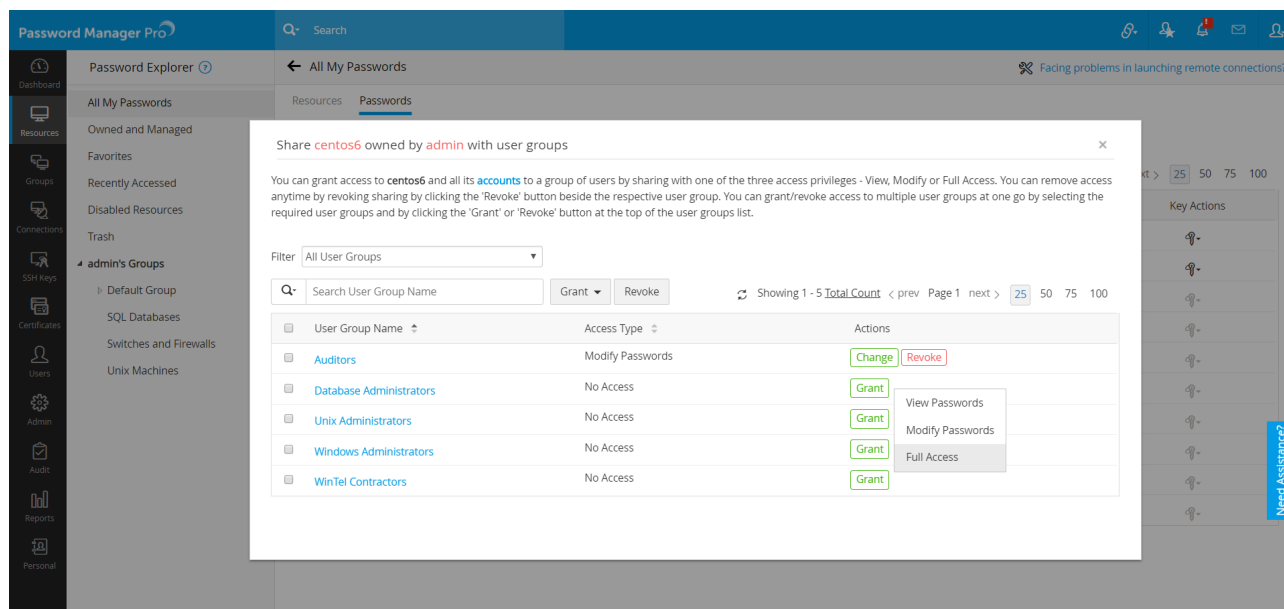 Password Manager Pro
Search
Dashboard
Resources
Groups
Connections
SSH Keys
Certificates
Users
Admin
Audit
Reports
Personal
Password Explorer ?
All My Passwords
Owned and Managed
Favorites
Recently Accessed
Disabled Resources
Trash
admin's Groups
Default Group
SQL Databases
Switches and Firewalls
Unix Machines
All My Passwords
Facing problems in launching remote connections?
Resources Passwords
25 50 75 100
Key Actions
Share centos6 owned by admin with user groups
You can grant access to centos6 and all its accounts to a group of users by sharing with one of the three access privileges - View, Modify or Full Access. You can remove access
anytime by revoking sharing by clicking the 'Revoke' button beside the respective user group. You can grant/revoke access to multiple user groups at one go by selecting the
required user groups and by clicking the 'Grant' or 'Revoke' button at the top of the user groups list.
Filter All User Groups
Search User Group Name Grant Revoke Showing 1 - 5 Total Count prev Page 1 next 25 50 75 100
User Group Name Access Type Actions
Auditors Modify Passwords Change Revoke
Database Administrators No Access Grant
Unix Administrators No Access Grant
Windows Administrators No Access Grant
WinTel Contractors No Access Grant
View Passwords
Modify Passwords
Full Access
Need Assistance?